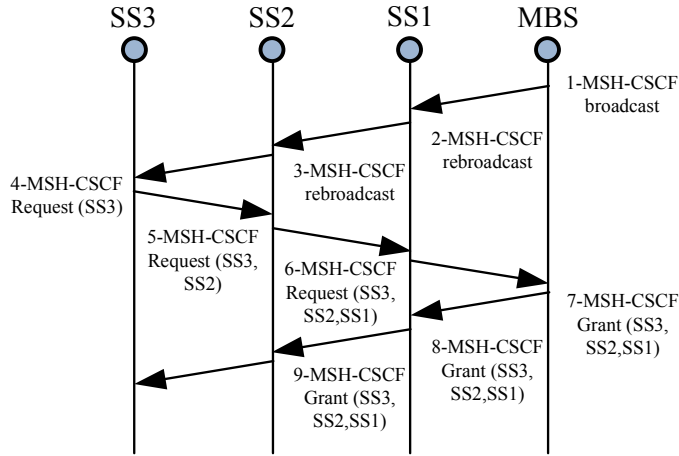 SS3 SS2 SS1 MBS
1-MSH-CSCF
broadcast
2-MSH-CSCF
rebroadcast
3-MSH-CSCF
rebroadcast
4-MSH-CSCF
Request (SS3)
5-MSH-CSCF
Request (SS3,
SS2)
6-MSH-CSCF
Request (SS3,
SS2,SS1)
7-MSH-CSCF
Grant (SS3,
SS2,SS1)
8-MSH-CSCF
Grant (SS3,
SS2,SS1)
9-MSH-CSCF
Grant (SS3,
SS2,SS1)